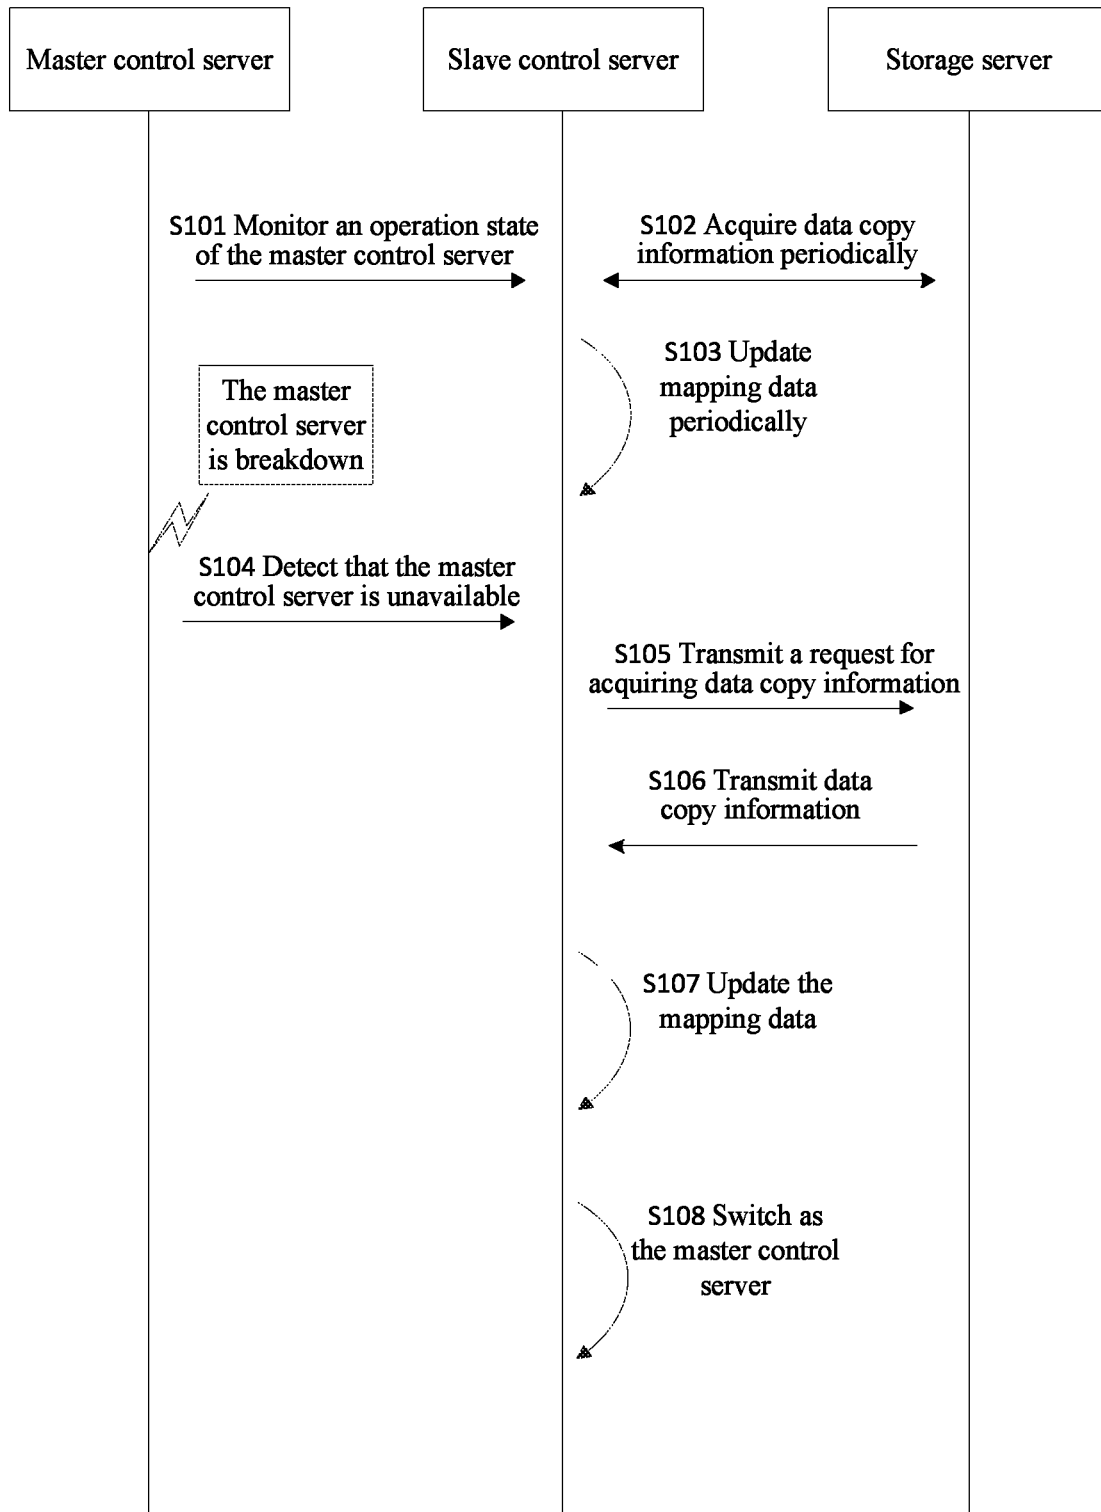 Master control server
Slave control server
Storage server
S101 Monitor an operation state
of the master control server
S102 Acquire data copy
information periodically
S103 Update
mapping data
periodically
The master
control server
is breakdown
S104 Detect that the master
control server is unavailable
S105 Transmit a request for
acquiring data copy information
S106 Transmit data
copy information
S107 Update the
mapping data
S108 Switch as
the master control
server